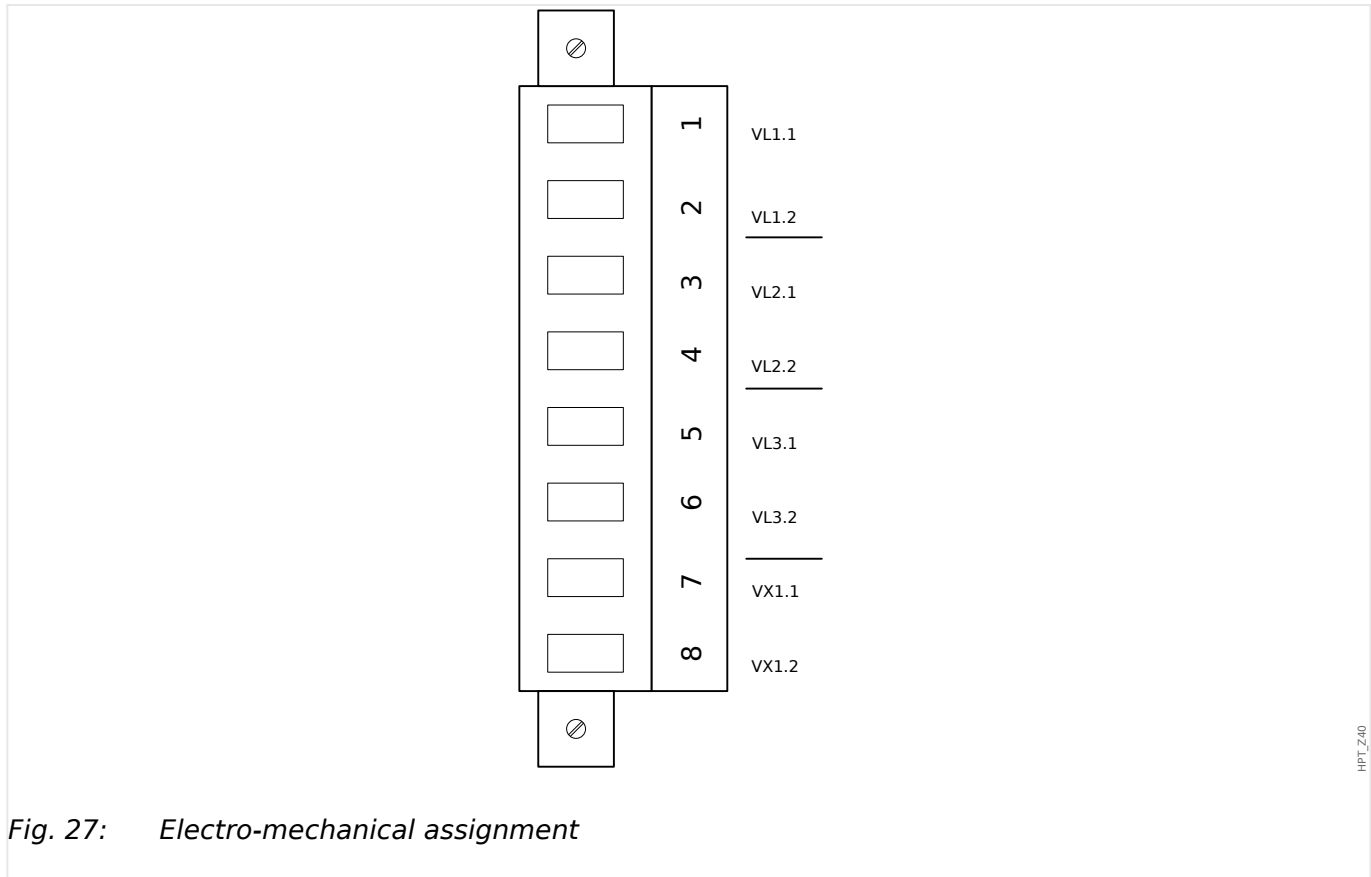 1 VL1.1
2 VL1.2
3 VL2.1
4 VL2.2
5 VL3.1
6 VL3.2
7 VX1.1
8 VX1.2
HPT_Z40
Fig. 27: Electro-mechanical assignment